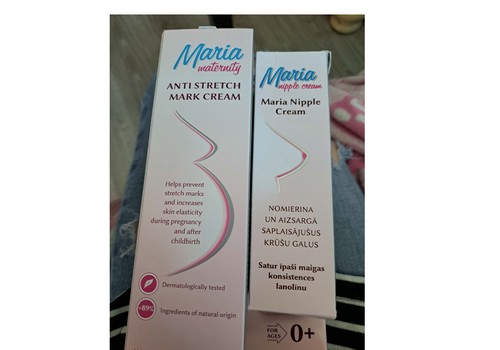 Maria
maternity
ANTI STRETCH
MARK CREAM
Helps prevent
stretch marks
and increases
skin elasticity
during pregnancy
and after
childbirth
Dermatologically tested
>89%
Ingredients of natural origin
Maria
nipple cream
Maria Nipple
Cream
NOMIERINA
UN AIZSARGĀ
SAPLAISĀJUŠUS
KRŪŠU GALUS
Satur īpaši maigas
konsistences
lanolīnu
FOR
AGES
0+